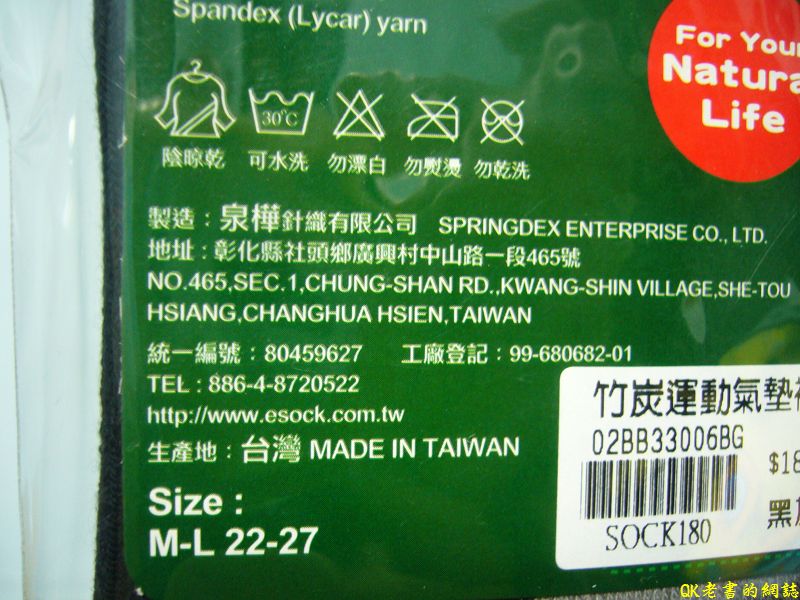 Spandex (Lycar) yarn
For Your
Natural
Life
30°C
陰晾乾 可水洗 勿漂白 勿熨燙 勿乾洗
製造：泉樺針織有限公司 SPRINGDEX ENTERPRISE CO., LTD.
地址：彰化縣社頭鄉廣興村中山路一段465號
NO.465,SEC.1,CHUNG-SHAN RD.,KWANG-SHIN VILLAGE,SHE-TOU
HSIANG,CHANGHUA HSIEN,TAIWAN
統一編號：80459627 工廠登記：99-680682-01
TEL : 886-4-8720522
http://www.esock.com.tw
生產地：台灣 MADE IN TAIWAN
Size :
M-L 22-27
竹炭運動氣墊
02BB33006BG
$18
SOCK180
黑
QK老書的網誌